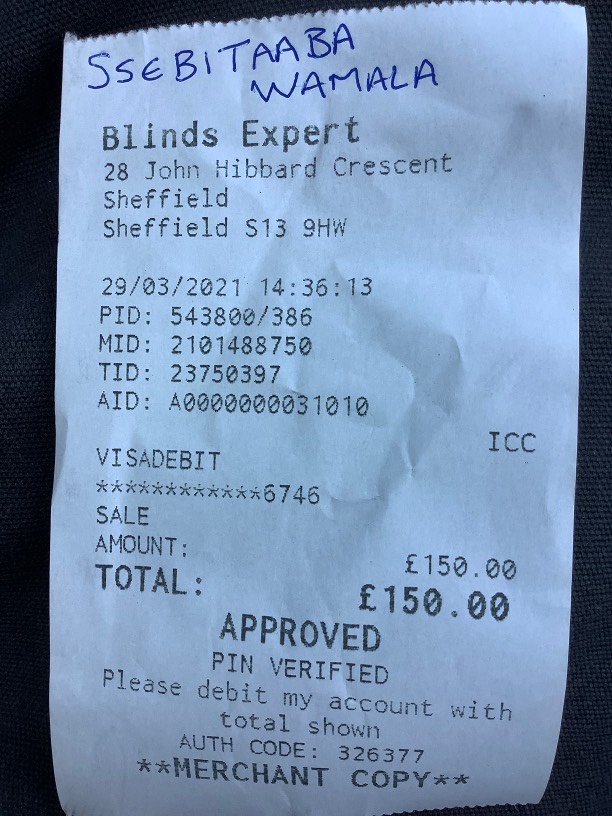 SSEBITAABA
WAMALA
Blinds Expert
28 John Hibbard Crescent
Sheffield
Sheffield S13 9HW
29/03/2021 14:36:13
PID: 543800/386
MID: 2101488750
TID: 23750397
AID: A0000000031010
ICC
VISADEBIT
************6746
SALE
AMOUNT: £150.00
TOTAL: £150.00
APPROVED
PIN VERIFIED
Please debit my account with
total shown
AUTH CODE: 326377
**MERCHANT COPY**